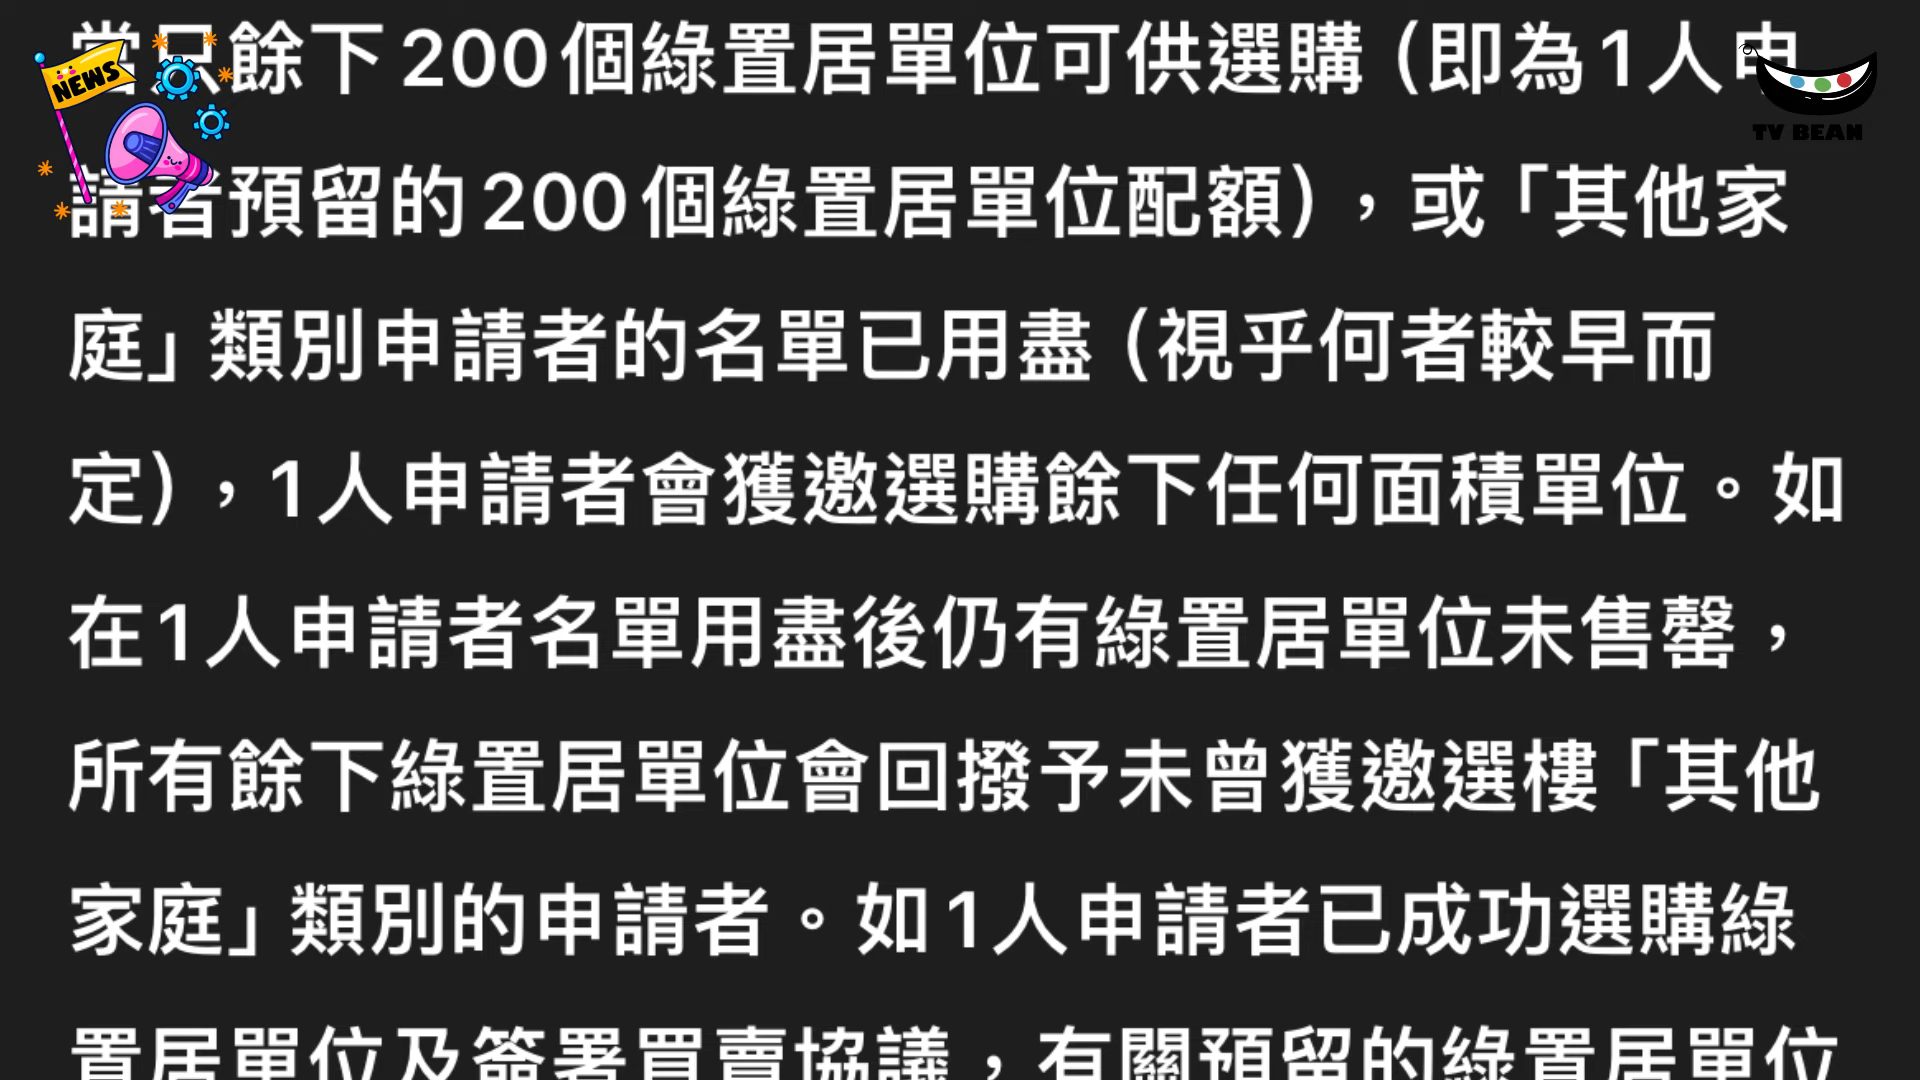 當只餘下200個綠置居單位可供選購（即為1人申
請者預留的200個綠置居單位配額），或「其他家
庭」類別申請者的名單已用盡（視乎何者較早而
定），1人申請者會獲邀選購餘下任何面積單位。如
在1人申請者名單用盡後仍有綠置居單位未售罄，
所有餘下綠置居單位會回撥予未曾獲邀選樓「其他
家庭」類別的申請者。如1人申請者已成功選購綠
置居單位及簽署買賣協議，有關預留的綠置居單位
NEWS
TV BEAN